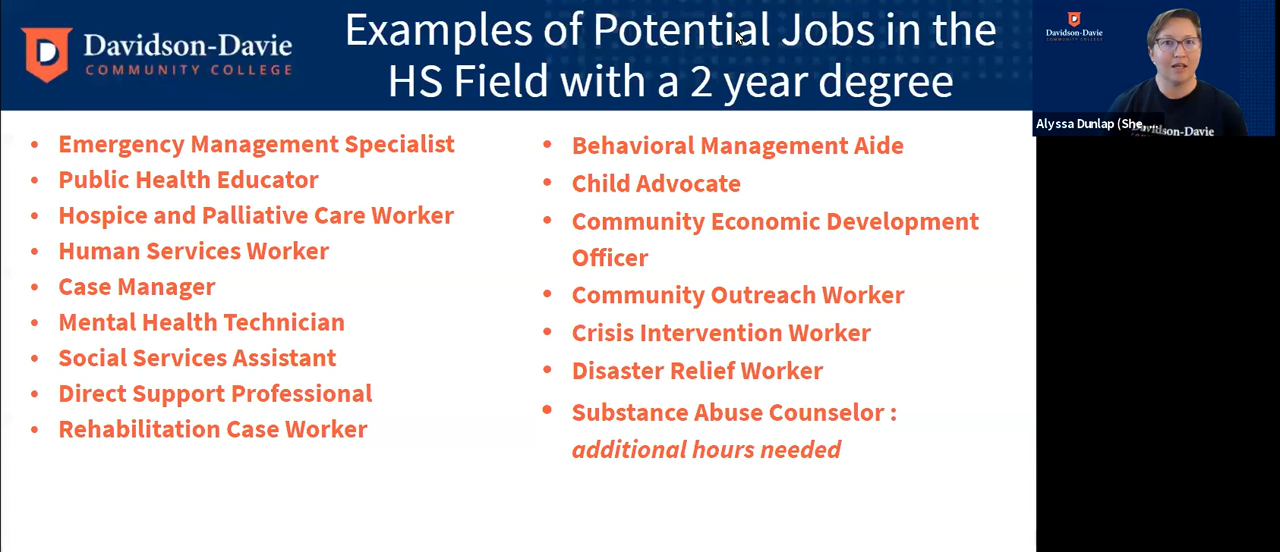 Davidson-Davie
COMMUNITY COLLEGE
Examples of Potential Jobs in the
HS Field with a 2 year degree
• Emergency Management Specialist
• Public Health Educator
• Hospice and Palliative Care Worker
• Human Services Worker
• Case Manager
• Mental Health Technician
• Social Services Assistant
• Direct Support Professional
• Rehabilitation Case Worker
• Behavioral Management Aide
• Child Advocate
• Community Economic Development
Officer
• Community Outreach Worker
• Crisis Intervention Worker
• Disaster Relief Worker
• Substance Abuse Counselor :
additional hours needed
Davidson-Davie
COMMUNITY COLLEGE
Alyssa Dunlap (She,
Davidson-Davie